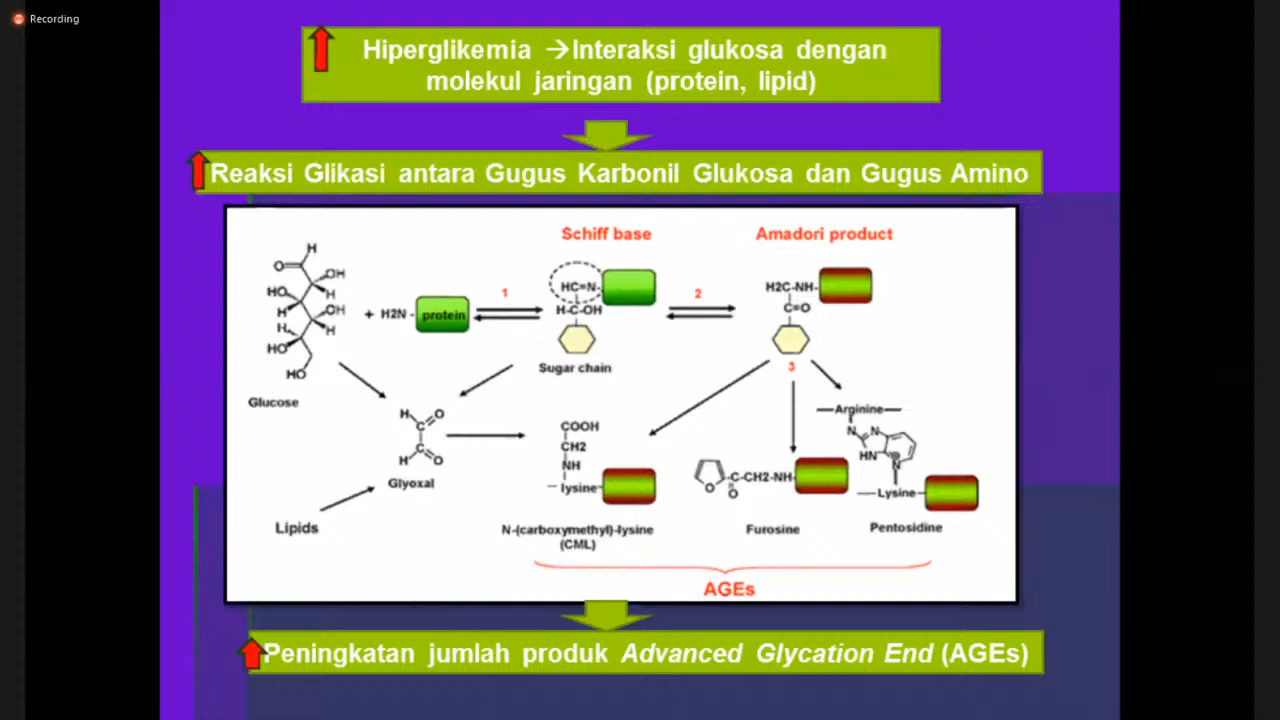 Recording
Hiperglikemia →Interaksi glukosa dengan
molekul jaringan (protein, lipid)
Reaksi Glikasi antara Gugus Karbonil Glukosa dan Gugus Amino
Schiff base
Amadori product
H
O
OH
HO
H
H
OH
H
H
HO
HO
Glucose
+ H2N - protein
1
HC=N-
H-C-OH
Sugar chain
2
H2C-NH-
C=O
3
H
C
O
H
C
O
Glyoxal
Lipids
COOH
CH2
NH
lysine
N-(carboxymethyl)-lysine
(CML)
O
C-CH2-NH-
O
Furosine
Arginine
N
N
HN
N
Lysine
Pentosidine
AGEs
Peningkatan jumlah produk Advanced Glycation End (AGEs)